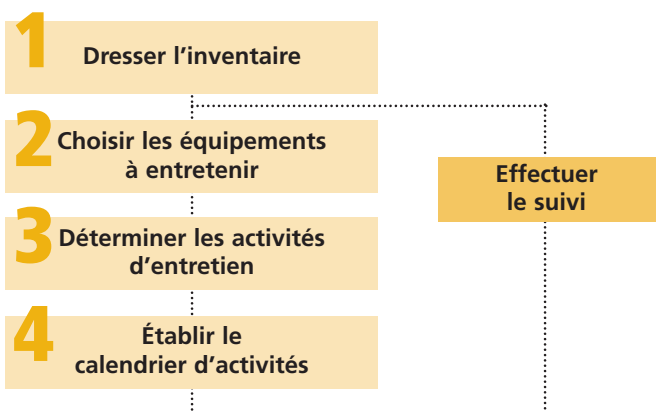 1
Dresser l'inventaire
2
Choisir les équipements
à entretenir
3
Déterminer les activités
d'entretien
4
Établir le
calendrier d'activités
Effectuer
le suivi